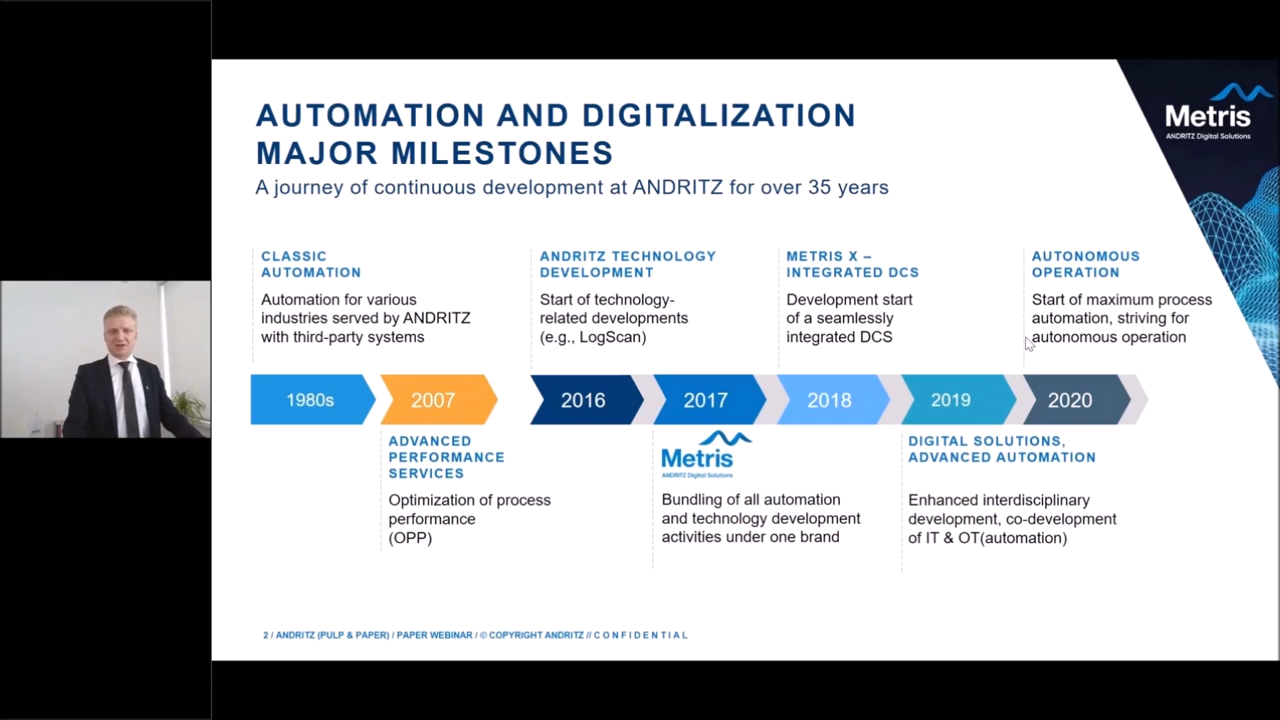 AUTOMATION AND DIGITALIZATION
MAJOR MILESTONES
A journey of continuous development at ANDRITZ for over 35 years
Metris
ANDRITZ Digital Solutions
CLASSIC
AUTOMATION
Automation for various
industries served by ANDRITZ
with third-party systems
ANDRITZ TECHNOLOGY
DEVELOPMENT
Start of technology-
related developments
(e.g., LogScan)
METRIS X –
INTEGRATED DCS
Development start
of a seamlessly
integrated DCS
AUTONOMOUS
OPERATION
Start of maximum process
automation, striving for
autonomous operation
1980s
2007
2016
2017
2018
2019
2020
ADVANCED
PERFORMANCE
SERVICES
Optimization of process
performance
(OPP)
Metris
ANDRITZ Digital Solutions
Bundling of all automation
and technology development
activities under one brand
DIGITAL SOLUTIONS,
ADVANCED AUTOMATION
Enhanced interdisciplinary
development, co-development
of IT & OT(automation)
2 / ANDRITZ (PULP & PAPER) / PAPER WEBINAR / © COPYRIGHT ANDRITZ // C O N F I D E N T I A L